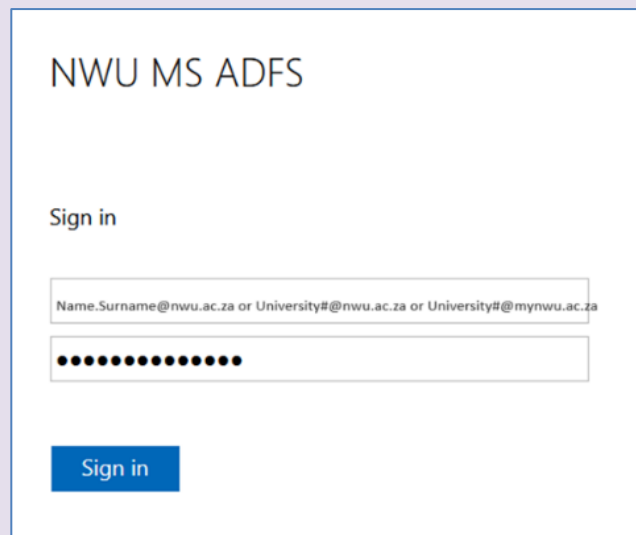 NWU MS ADFS
Sign in
Name.Surname@nwu.ac.za or University#@nwu.ac.za or University#@mynwu.ac.za
●●●●●●●●●●●●●●
Sign in